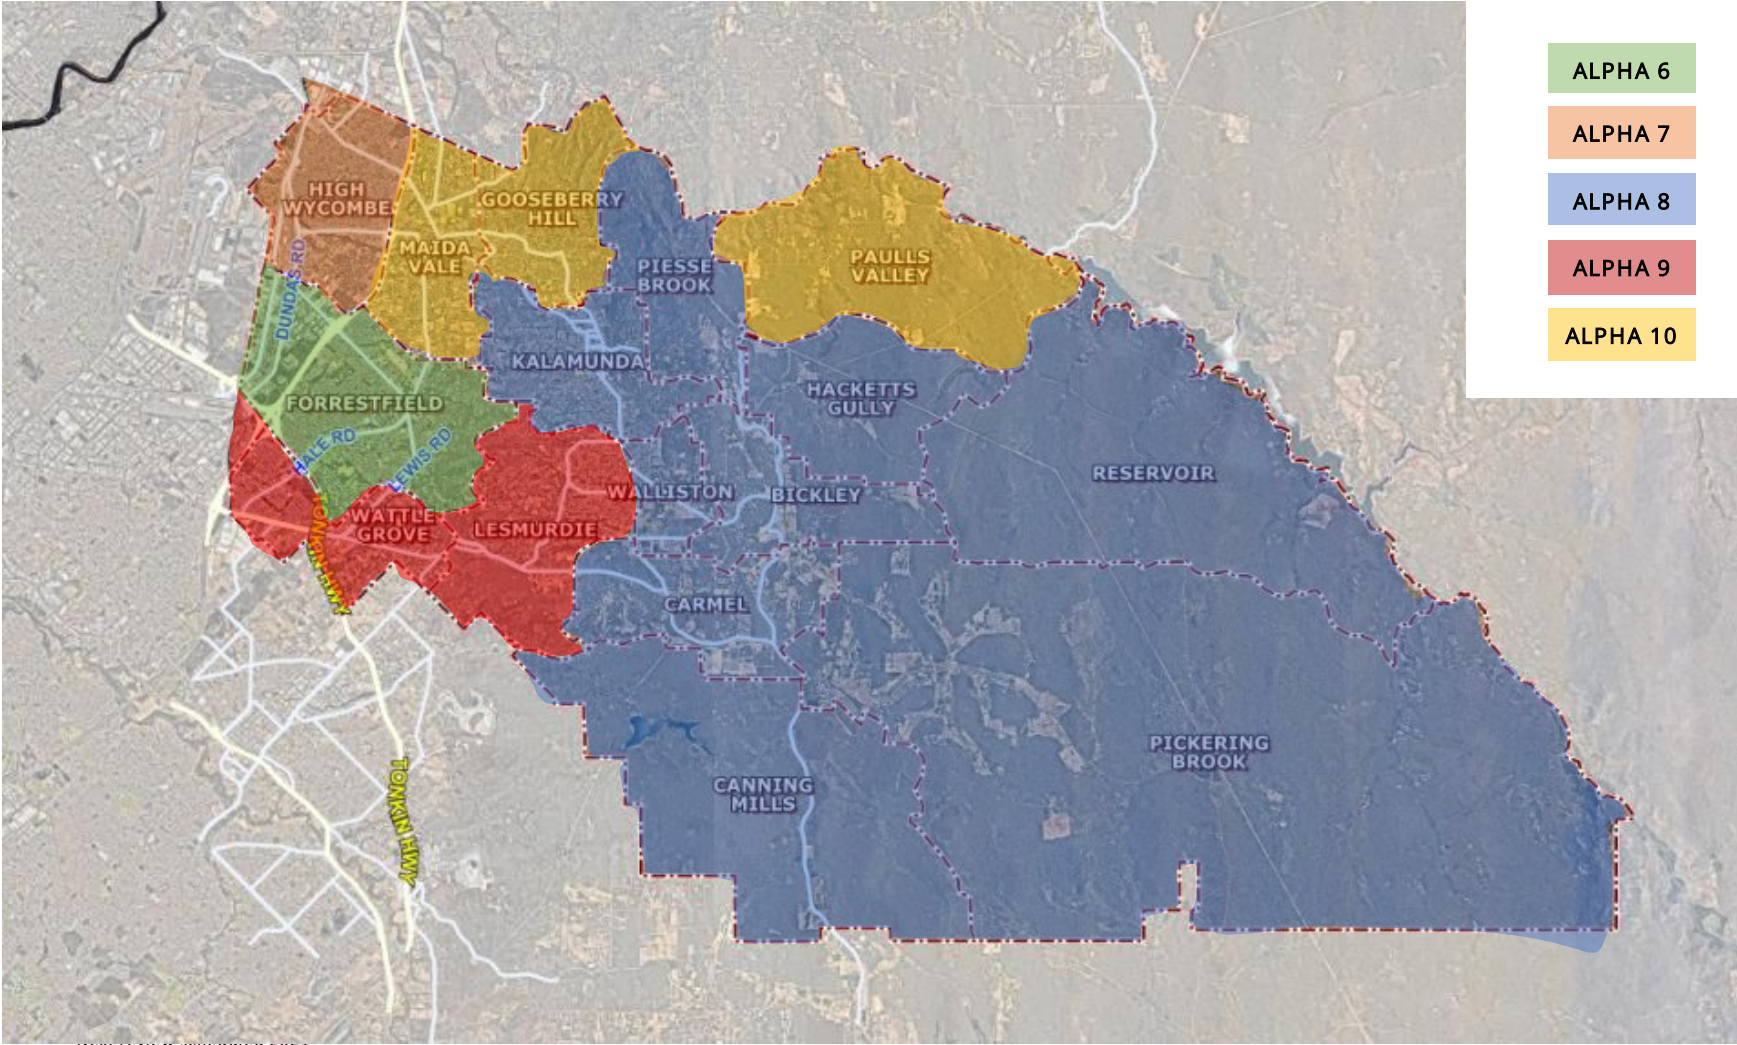 ALPHA 6
ALPHA 7
ALPHA 8
ALPHA 9
ALPHA 10
HIGH
WYCOMBE
GOOSEBERRY
HILL
MAIDA
VALE
PIESSE
BROOK
PAULLS
VALLEY
DUNDAS RD
KALAMUNDA
FORRESTFIELD
HACKETTS
GULLY
HALE RD
LEWIS RD
RESERVOIR
WALLISTON
BICKLEY
WATTLE
GROVE
LESMURDIE
TONKIN HWY
CARMEL
PICKERING
BROOK
CANNING
MILLS
TONKIN HWY